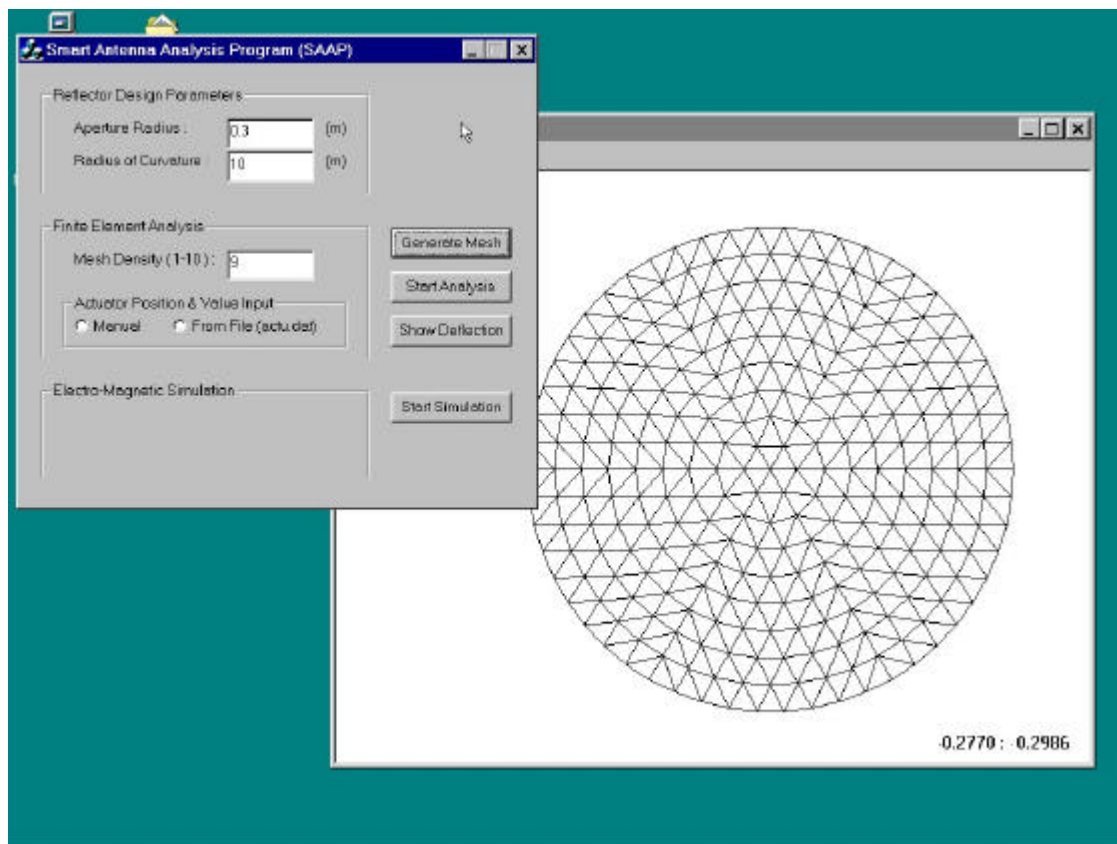 Smart Antenna Analysis Program (SAAP)
Reflector Design Parameters
Aperture Radius : 0.3 (m)
Radius of Curvature 10 (m)
Finite Element Analysis
Mesh Density (1-10) : 9
Actuator Position & Value Input
Manual From File (actu.dat)
Generate Mesh
Start Analysis
Show Deflection
Electro-Magnetic Simulation
Start Simulation
-0.2770 : -0.2986